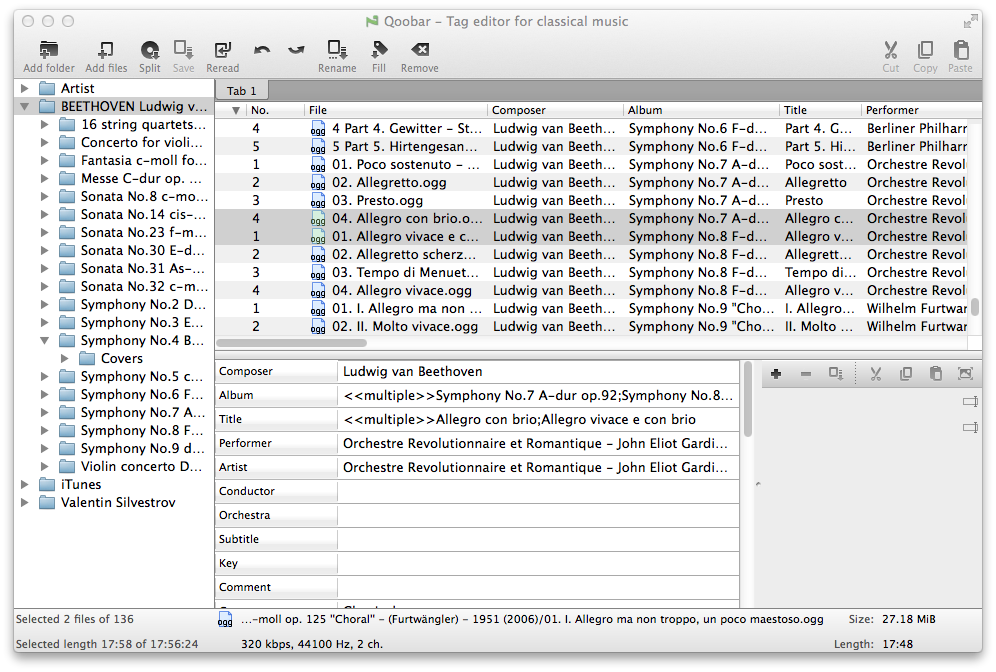 Qoobar – Tag editor for classical music
Add folder Add files Split Save Reread Rename Fill Remove Cut Copy Paste
Artist
BEETHOVEN Ludwig v...
16 string quartets...
Concerto for violi...
Fantasia c-moll fo...
Messe C-dur op. ...
Sonata No.8 c-mo...
Sonata No.14 cis-...
Sonata No.23 f-m...
Sonata No.30 E-d...
Sonata No.31 As-...
Sonata No.32 c-m...
Symphony No.2 D...
Symphony No.3 E...
Symphony No.4 B...
Covers
Symphony No.5 c...
Symphony No.6 F...
Symphony No.7 A...
Symphony No.8 F...
Symphony No.9 d...
Violin concerto D...
iTunes
Valentin Silvestrov
Tab 1
No. File Composer Album Title Performer
4 ogg 4 Part 4. Gewitter – St... Ludwig van Beeth... Symphony No.6 F-d... Part 4. G... Berliner Philharr
5 ogg 5 Part 5. Hirtengesan... Ludwig van Beeth... Symphony No.6 F-d... Part 5. Hi... Berliner Philharr
1 ogg 01. Poco sostenuto – ... Ludwig van Beeth... Symphony No.7 A-d... Poco sost... Orchestre Revol
2 ogg 02. Allegretto.ogg Ludwig van Beeth... Symphony No.7 A-d... Allegretto Orchestre Revol
3 ogg 03. Presto.ogg Ludwig van Beeth... Symphony No.7 A-d... Presto Orchestre Revol
4 ogg 04. Allegro con brio.o... Ludwig van Beeth... Symphony No.7 A-d... Allegro c... Orchestre Revol
1 ogg 01. Allegro vivace e c... Ludwig van Beeth... Symphony No.8 F-d... Allegro v... Orchestre Revol
2 ogg 02. Allegretto scherz... Ludwig van Beeth... Symphony No.8 F-d... Allegrett... Orchestre Revol
3 ogg 03. Tempo di Menuet... Ludwig van Beeth... Symphony No.8 F-d... Tempo di... Orchestre Revol
4 ogg 04. Allegro vivace.ogg Ludwig van Beeth... Symphony No.8 F-d... Allegro v... Orchestre Revol
1 ogg 01. I. Allegro ma non ... Ludwig van Beeth... Symphony No.9 "Cho... I. Allegro... Wilhelm Furtwar
2 ogg 02. II. Molto vivace.ogg Ludwig van Beeth... Symphony No.9 "Cho... II. Molto ... Wilhelm Furtwar
Composer Ludwig van Beethoven
Album <<multiple>>Symphony No.7 A-dur op.92;Symphony No.8...
Title <<multiple>>Allegro con brio;Allegro vivace e con brio
Performer Orchestre Revolutionnaire et Romantique – John Eliot Gardi...
Artist Orchestre Revolutionnaire et Romantique – John Eliot Gardi...
Conductor
Orchestra
Subtitle
Key
Comment
Selected 2 files of 136
ogg ...-moll op. 125 "Choral" – (Furtwängler) – 1951 (2006)/01. I. Allegro ma non troppo, un poco maestoso.ogg Size: 27.18 MiB
Selected length 17:58 of 17:56:24 320 kbps, 44100 Hz, 2 ch. Length: 17:48